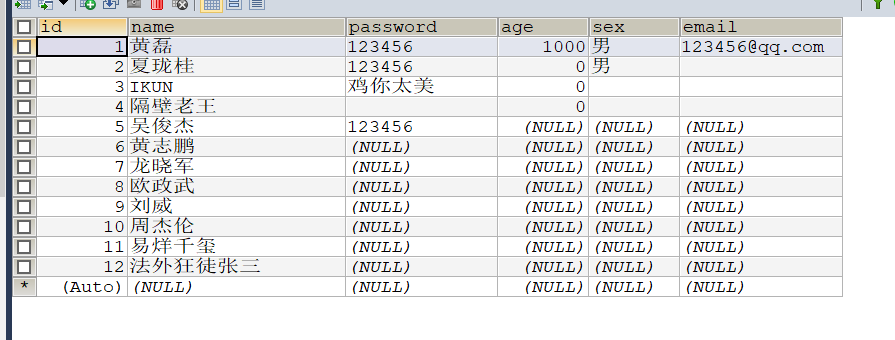 id name password age sex email
1 黄磊 123456 1000 男 123456@qq.com
2 夏珑桂 123456 0 男
3 IKUN 鸡你太美 0
4 隔壁老王 0
5 吴俊杰 123456 (NULL) (NULL) (NULL)
6 黄志鹏 (NULL) (NULL) (NULL) (NULL)
7 龙晓军 (NULL) (NULL) (NULL) (NULL)
8 欧政武 (NULL) (NULL) (NULL) (NULL)
9 刘威 (NULL) (NULL) (NULL) (NULL)
10 周杰伦 (NULL) (NULL) (NULL) (NULL)
11 易烊千玺 (NULL) (NULL) (NULL) (NULL)
12 法外狂徒张三 (NULL) (NULL) (NULL) (NULL)
* (Auto) (NULL) (NULL) (NULL) (NULL) (NULL)